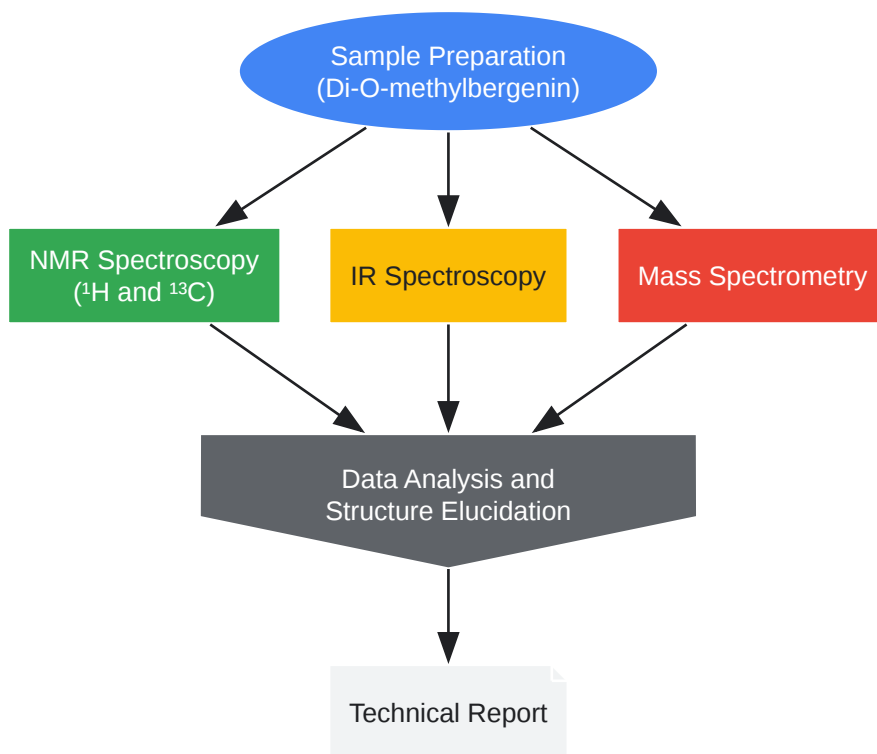 Sample Preparation
(Di-O-methylbergenin)
NMR Spectroscopy
(¹H and ¹³C)
IR Spectroscopy
Mass Spectrometry
Data Analysis and
Structure Elucidation
Technical Report